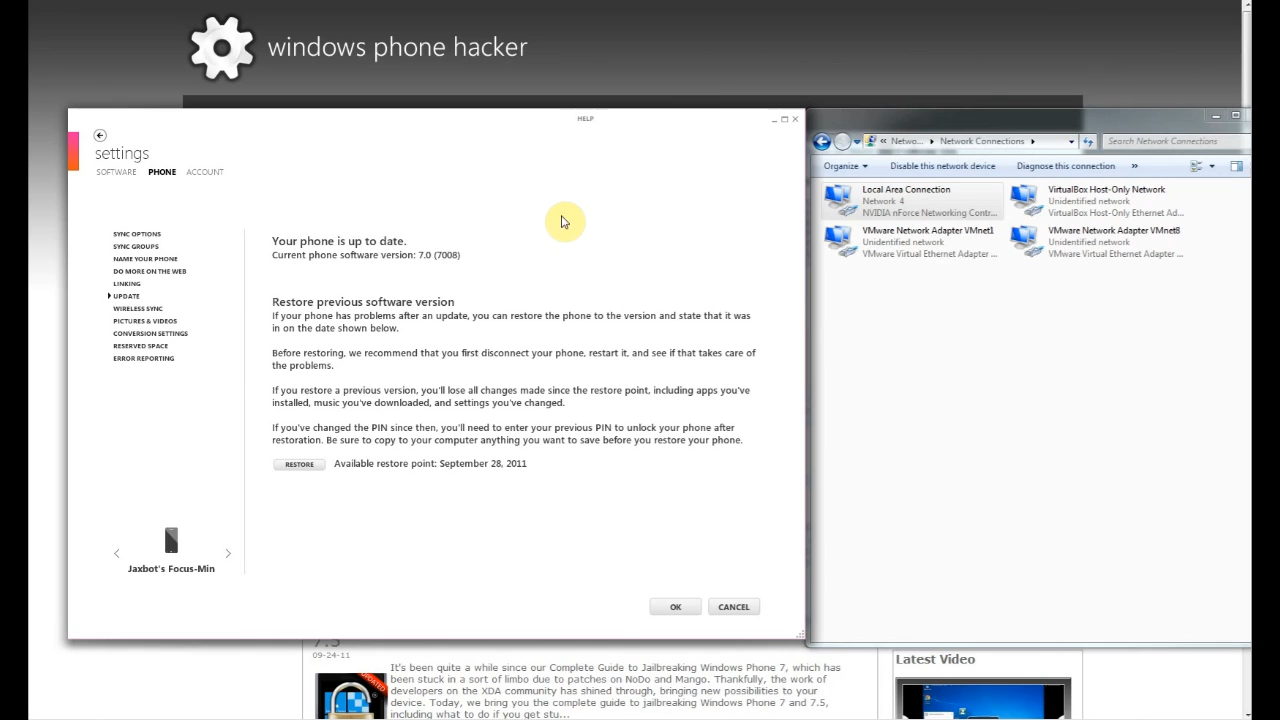 windows phone hacker
HELP
settings
SOFTWARE PHONE ACCOUNT
SYNC OPTIONS
SYNC GROUPS
NAME YOUR PHONE
DO MORE ON THE WEB
LINKING
UPDATE
WIRELESS SYNC
PICTURES & VIDEOS
CONVERSION SETTINGS
RESERVED SPACE
ERROR REPORTING
Jaxbot's Focus-Min
Your phone is up to date.
Current phone software version: 7.0 (7008)
Restore previous software version
If your phone has problems after an update, you can restore the phone to the version and state that it was
in on the date shown below.
Before restoring, we recommend that you first disconnect your phone, restart it, and see if that takes care of
the problems.
If you restore a previous version, you'll lose all changes made since the restore point, including apps you've
installed, music you've downloaded, and settings you've changed.
If you've changed the PIN since then, you'll need to enter your previous PIN to unlock your phone after
restoration. Be sure to copy to your computer anything you want to save before you restore your phone.
RESTORE Available restore point: September 28, 2011
OK CANCEL
« Netwo... Network Connections Search Network Connections
Organize Disable this network device Diagnose this connection »
Local Area Connection
Network 4
NVIDIA nForce Networking Contr...
VirtualBox Host-Only Network
Unidentified network
VirtualBox Host-Only Ethernet Ad...
VMware Network Adapter VMnet1
Unidentified network
VMware Virtual Ethernet Adapter ...
VMware Network Adapter VMnet8
Unidentified network
VMware Virtual Ethernet Adapter ...
7.5
09-24-11
UPDATED
It's been quite a while since our Complete Guide to Jailbreaking Windows Phone 7, which has
been stuck in a sort of limbo due to patches on NoDo and Mango. Thankfully, the work of
developers on the XDA community has shined through, bringing new possibilities to your
device. Today, we bring you the complete guide to jailbreaking Windows Phone 7 and 7.5,
including what to do if you get stu...
Latest Video